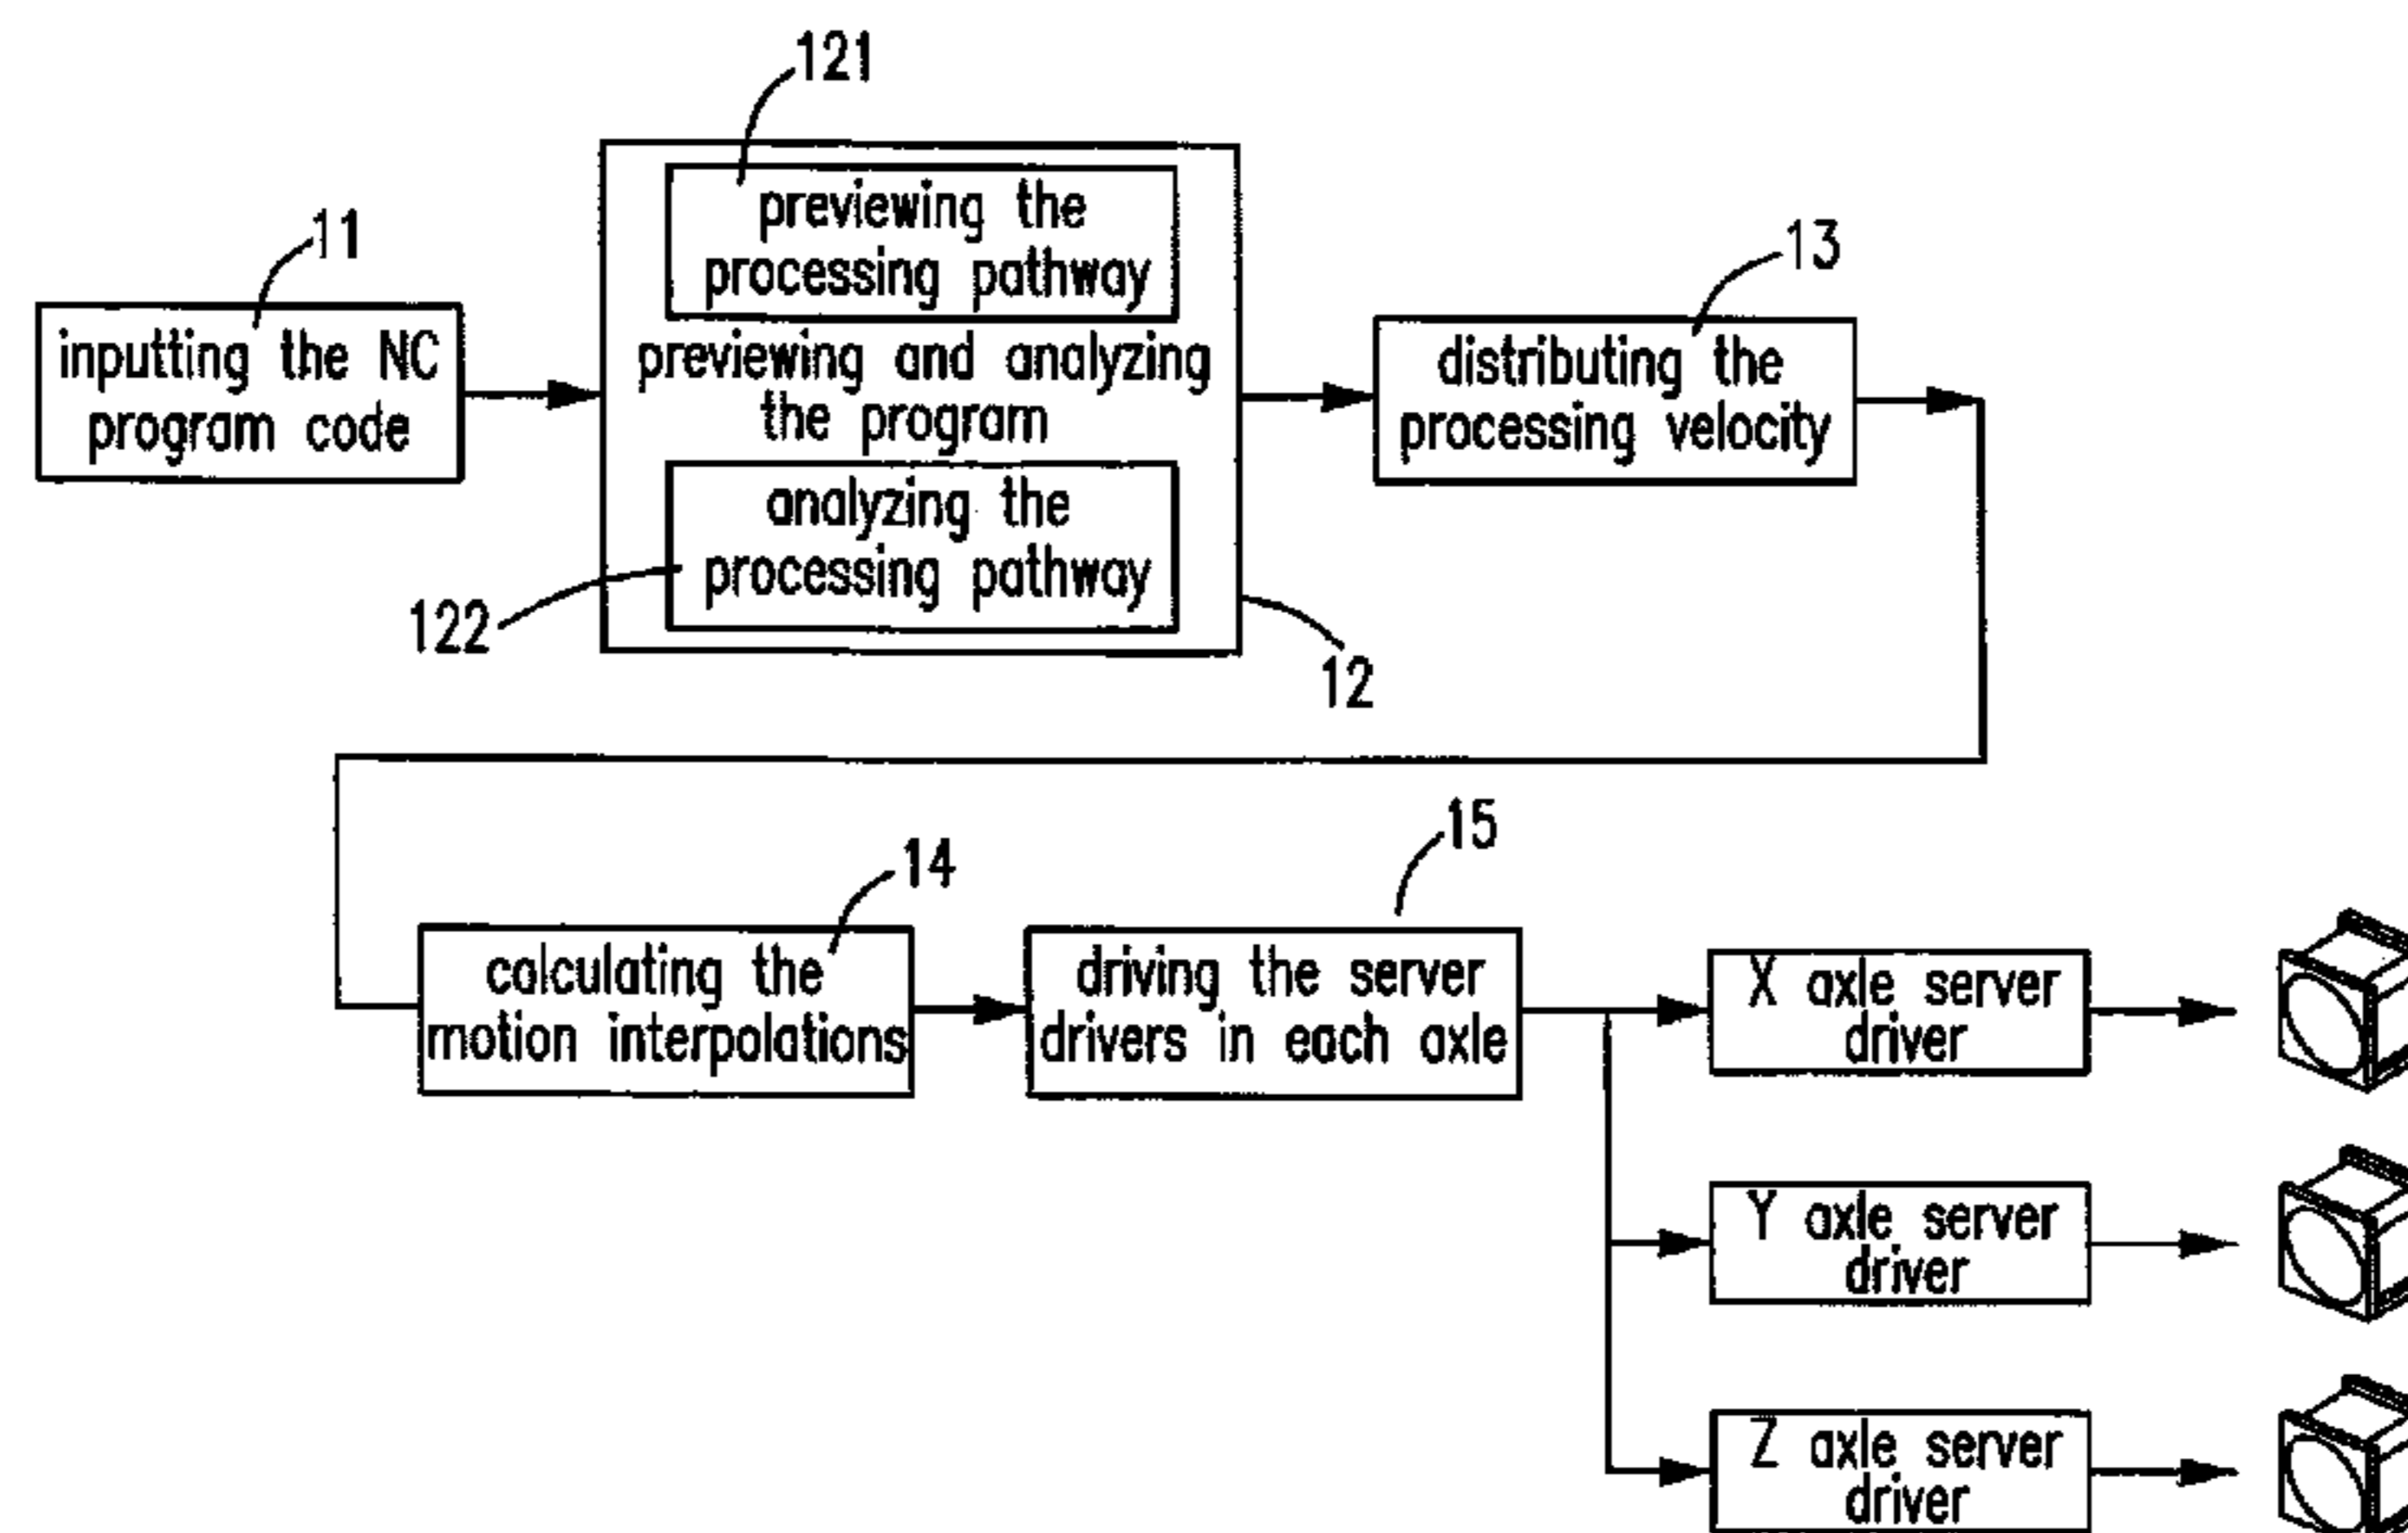 121
previewing the
processing pathway
11
inputting the NC
program code
previewing and analyzing
the program
13
distributing the
processing velocity
analyzing the
processing pathway
122
12
14
calculating the
motion interpolations
15
driving the server
drivers in each axle
X axle server
driver
Y axle server
driver
Z axle server
driver